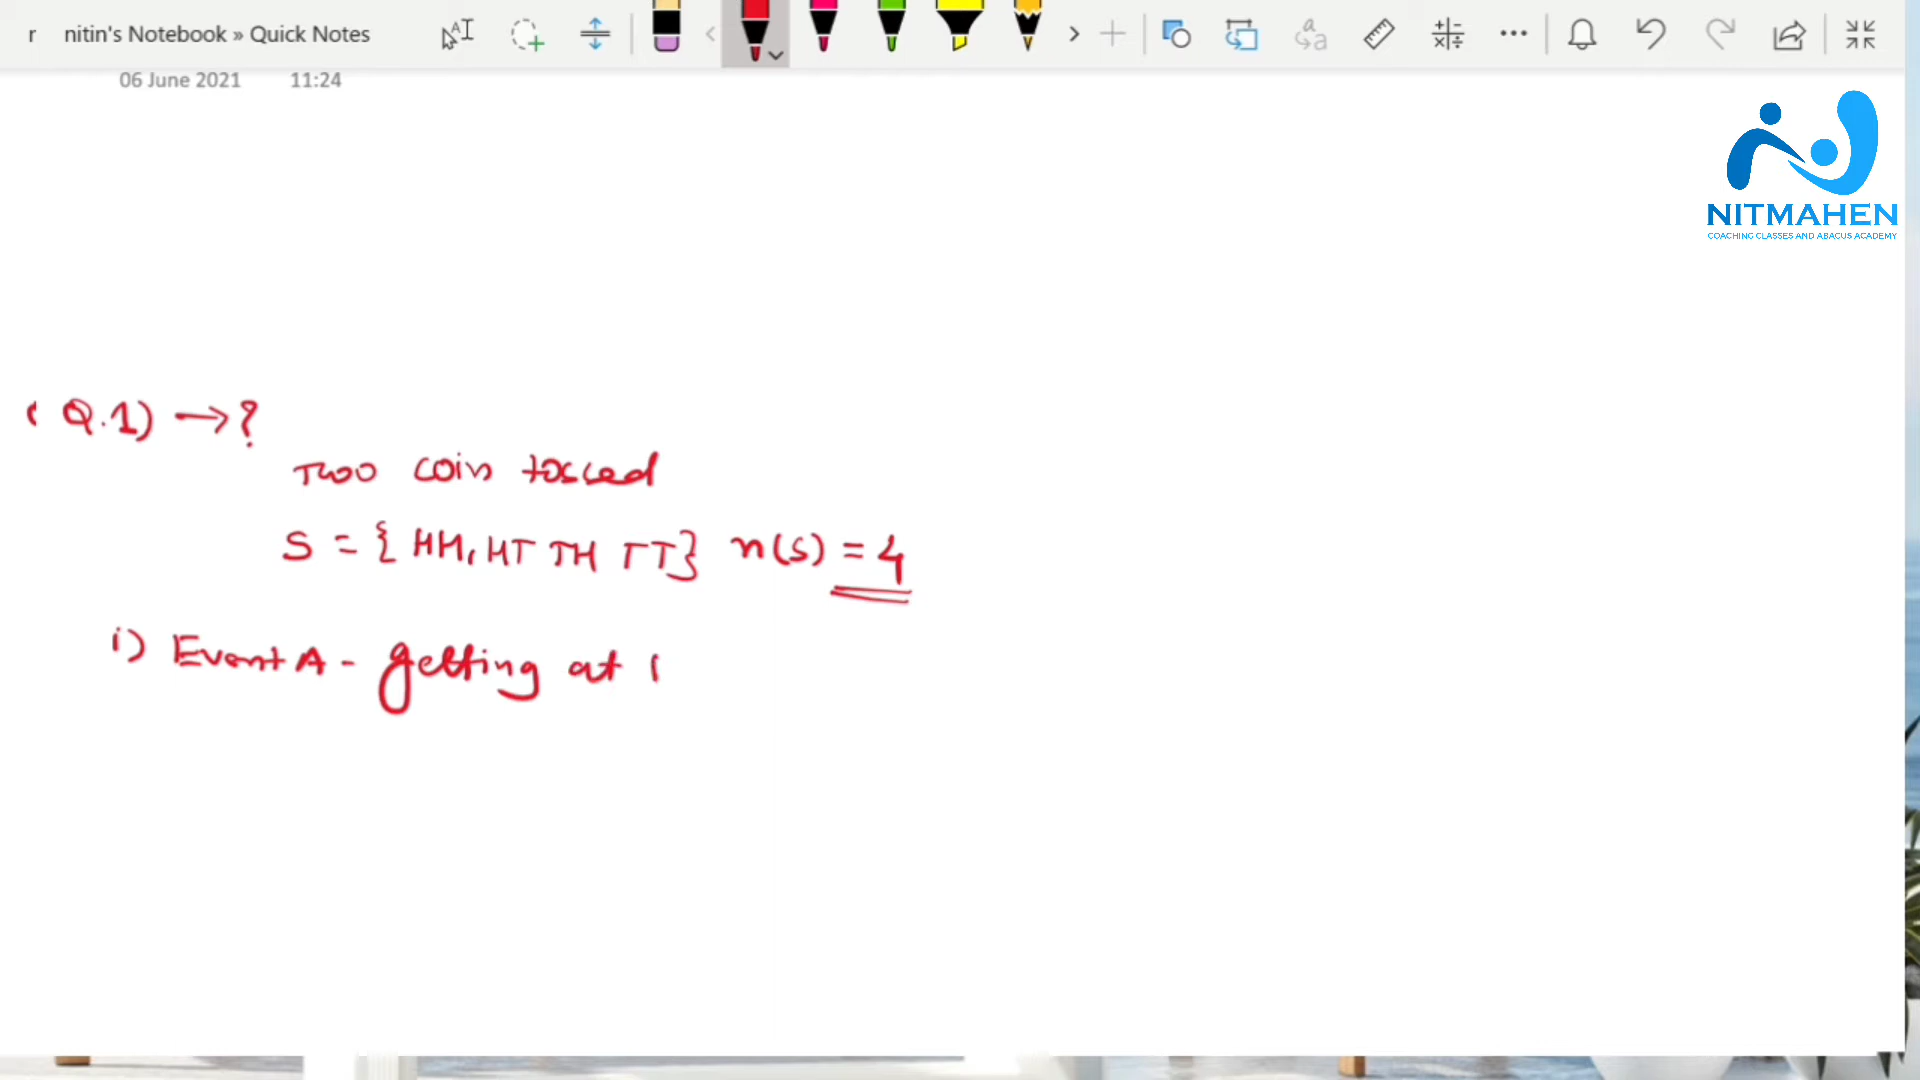 r nitin's Notebook » Quick Notes
06 June 2021 11:24
NITMAHEN
COACHING CLASSES AND ABACUS ACADEMY
Q.1) →?
Two coin tossed
S = { HH, HT TH TT} n(s) = 4
i) Event A - getting at l